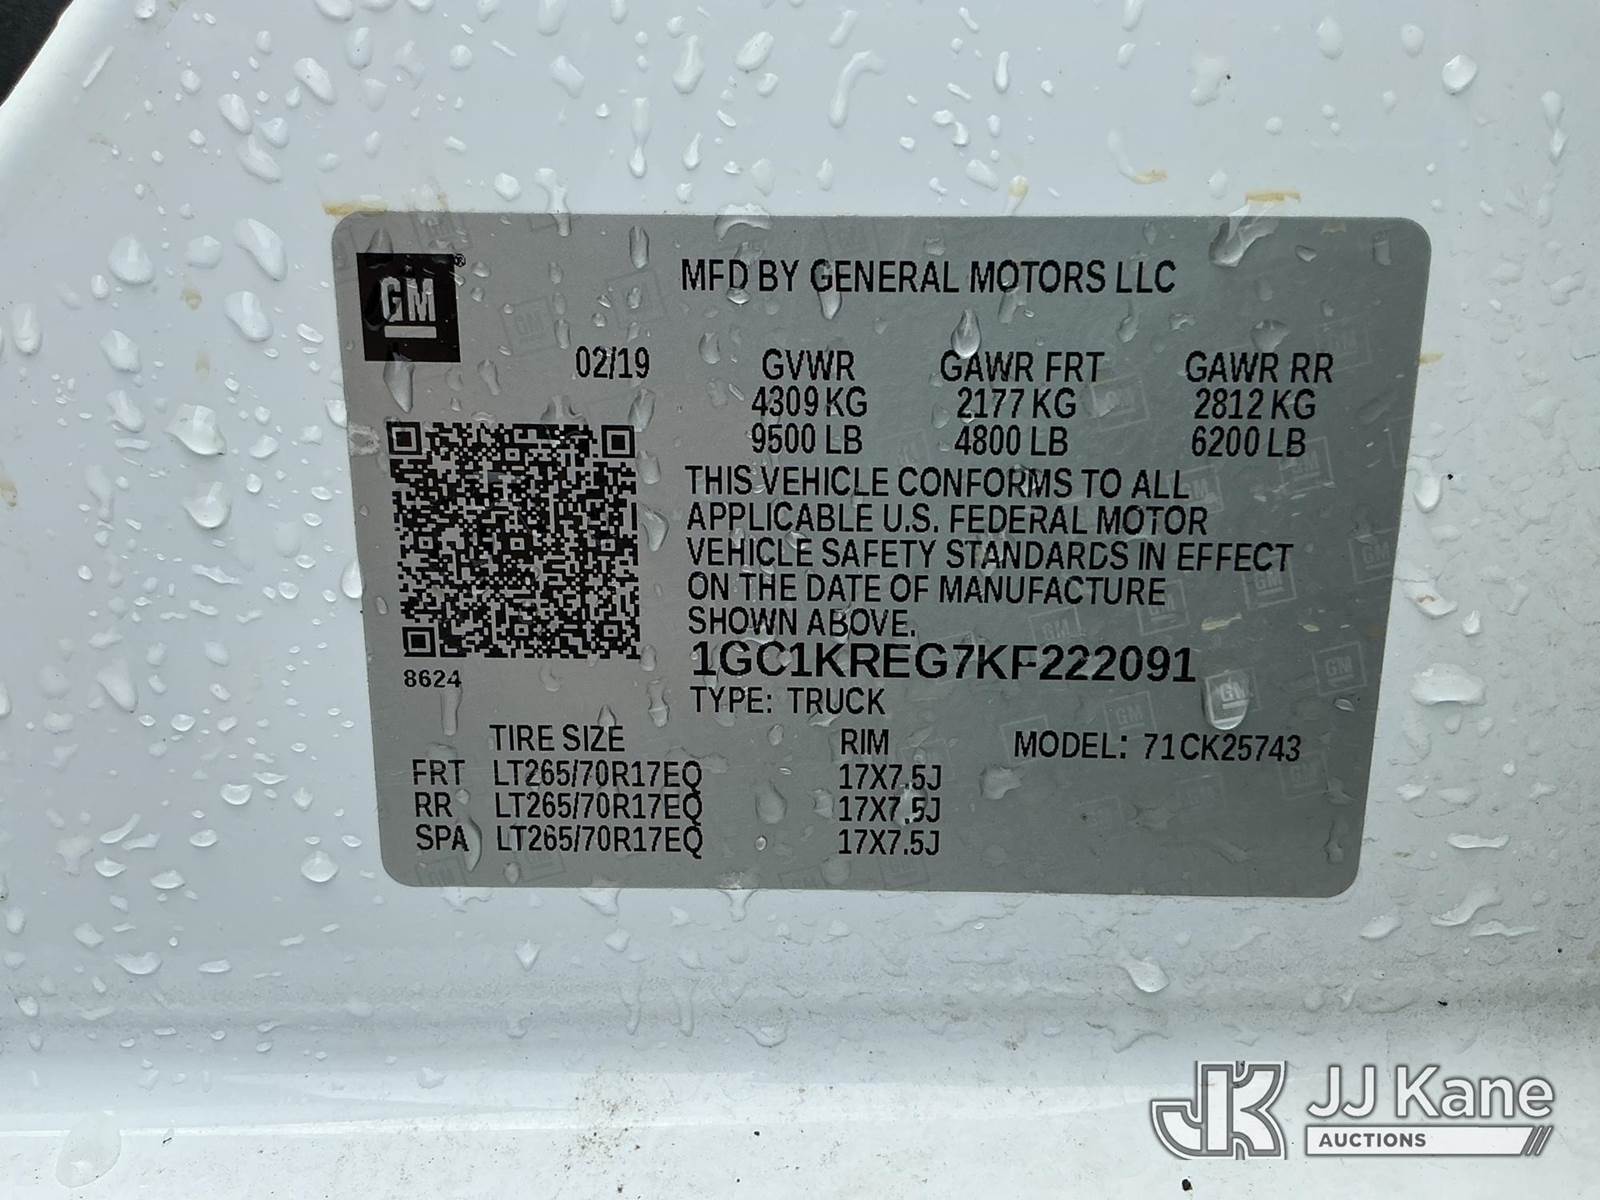 GM®
MFD BY GENERAL MOTORS LLC
02/19 GVWR GAWR FRT GAWR RR
4309 KG 2177 KG 2812 KG
9500 LB 4800 LB 6200 LB
THIS VEHICLE CONFORMS TO ALL
APPLICABLE U.S. FEDERAL MOTOR
VEHICLE SAFETY STANDARDS IN EFFECT
ON THE DATE OF MANUFACTURE
SHOWN ABOVE.
1GC1KREG7KF222091
8624
TYPE: TRUCK
TIRE SIZE RIM MODEL: 71CK25743
FRT LT265/70R17EQ 17X7.5J
RR LT265/70R17EQ 17X7.5J
SPA LT265/70R17EQ 17X7.5J
JK JJ Kane
AUCTIONS